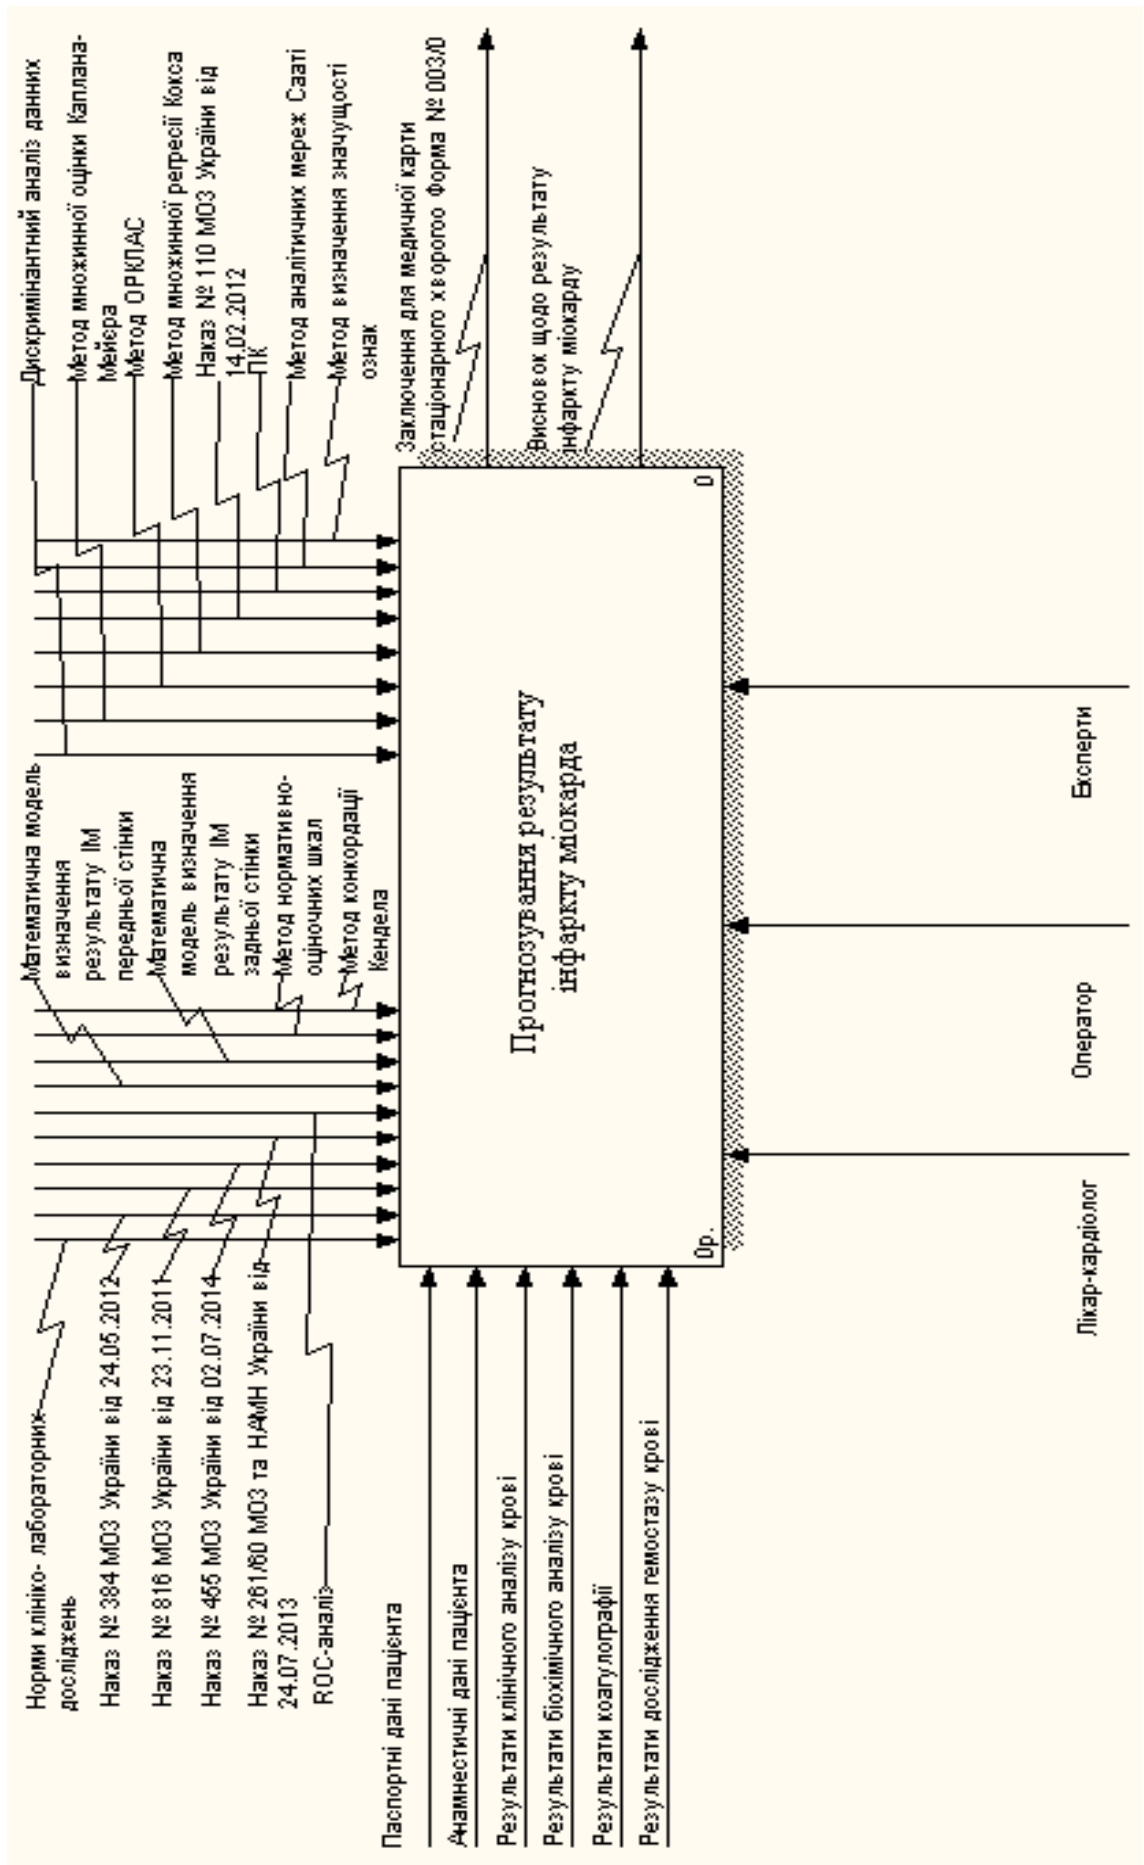 Норми клініко- лабораторних
досліджень
Наказ № 384 МОЗ України від 24.05.2012
Наказ № 816 МОЗ України від 23.11.2011
Наказ № 455 МОЗ України від 02.07.2014
Наказ № 261/60 МОЗ та НАМН України від
24.07.2013
ROC-аналіз
Математична модель
визначення
результату ІМ
передньої стінки
Математична
модель визначення
результату ІМ
задньої стінки
Метод нормативно-
оціночних шкал
Метод конкордації
Кендела
Дискримінантний аналіз данних
Метод множинної оцінки Каплана-
Мейєра
Метод ОРКЛАС
Метод множинної регресії Кокса
Наказ № 110 МОЗ України від
14.02.2012
ПК
Метод аналітичних мереж Сааті
Метод визначення значущості
ознак
Паспортні дані пацієнта
Анамнестичні дані пацієнта
Результати клінічного аналізу крові
Результати біохімічного аналізу крові
Результати коагулографії
Результати дослідження гемостазу крові
Прогнозування результату
інфаркту міокарда
0р.
0
Заключення для медичної карти
стаціонарного хворогоо форма № 003/0
Висновок щодо результату
інфаркту міокарду
Лікар-кардіолог
Оператор
Експерти